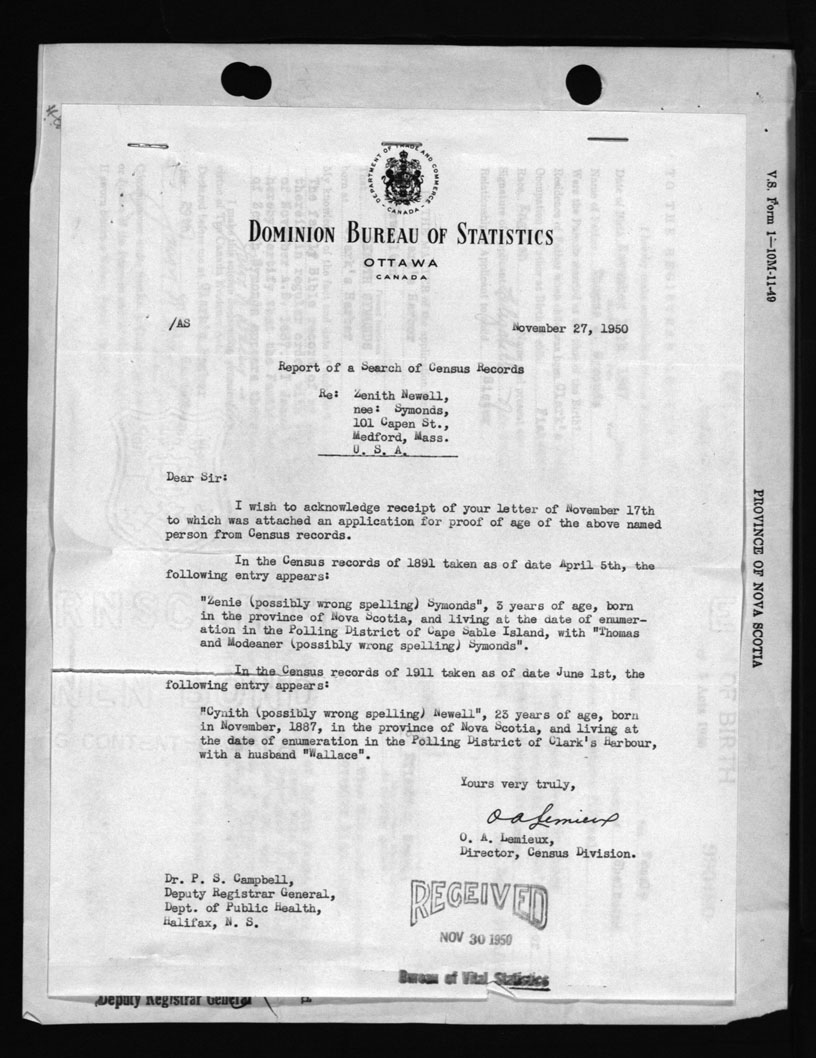 DEPARTMENT OF TRADE AND COMMERCE
CANADA
DOMINION BUREAU OF STATISTICS
OTTAWA
CANADA
/AS
November 27, 1950
Report of a Search of Census Records
Re: Zenith Newell,
nee: Symonds,
101 Capen St.,
Medford, Mass.
U. S. A.
Dear Sir:
I wish to acknowledge receipt of your letter of November 17th
to which was attached an application for proof of age of the above named
person from Census records.
In the Census records of 1891 taken as of date April 5th, the
following entry appears:
"Zenie (possibly wrong spelling) Symonds", 3 years of age, born
in the province of Nova Scotia, and living at the date of enumer-
ation in the Polling District of Cape Sable Island, with "Thomas
and Modeaner (possibly wrong spelling) Symonds".
In the Census records of 1911 taken as of date June 1st, the
following entry appears:
"Cynith (possibly wrong spelling) Newell", 23 years of age, born
in November, 1887, in the province of Nova Scotia, and living at
the date of enumeration in the Polling District of Clark's Harbour,
with a husband "Wallace".
Yours very truly,
O A Lemieux
O. A. Lemieux,
Director, Census Division.
Dr. P. S. Campbell,
Deputy Registrar General,
Dept. of Public Health,
Halifax, N. S.
RECEIVED
NOV 30 1950
Bureau of Vital Statistics
Deputy Registrar General
V.S. Form 1—10M-11-49
PROVINCE OF NOVA SCOTIA